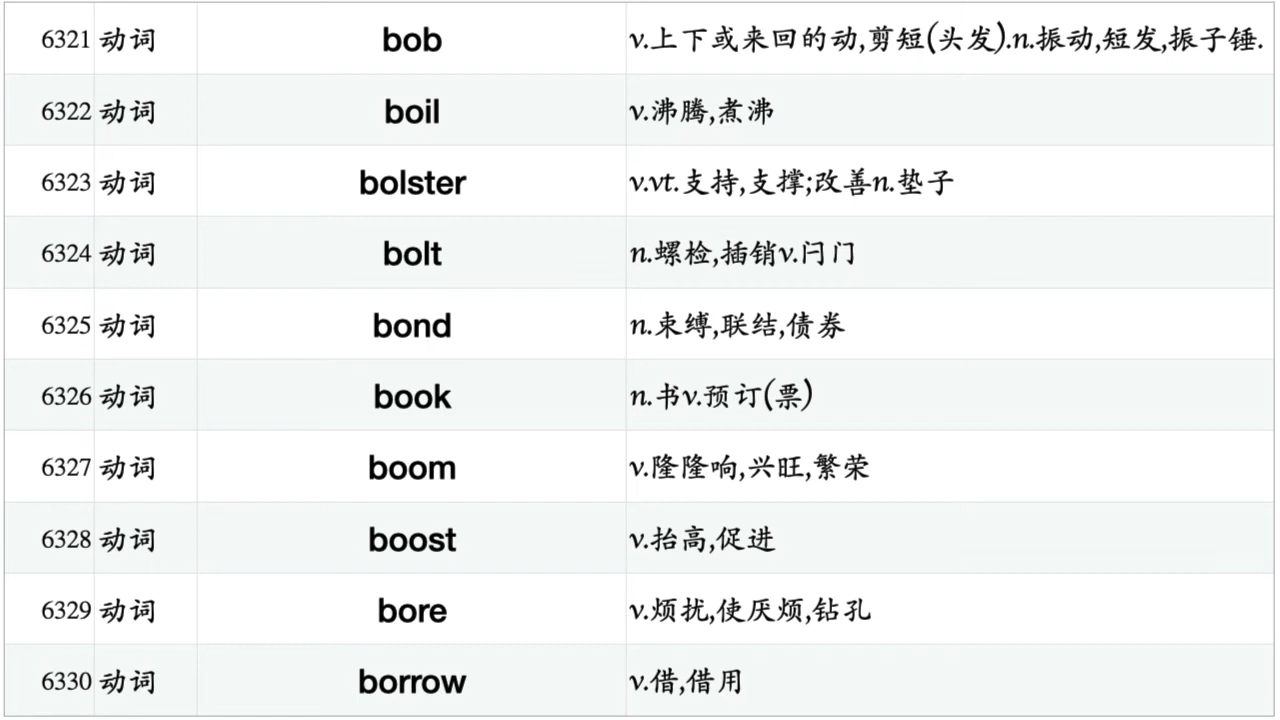 6321 动词 bob v.上下或来回的动,剪短(头发).n.振动,短发,振子锤.
6322 动词 boil v.沸腾,煮沸
6323 动词 bolster v.vt.支持,支撑;改善n.垫子
6324 动词 bolt n.螺检,插销v.闩门
6325 动词 bond n.束缚,联结,债券
6326 动词 book n.书v.预订(票)
6327 动词 boom v.隆隆响,兴旺,繁荣
6328 动词 boost v.抬高,促进
6329 动词 bore v.烦扰,使厌烦,钻孔
6330 动词 borrow v.借,借用